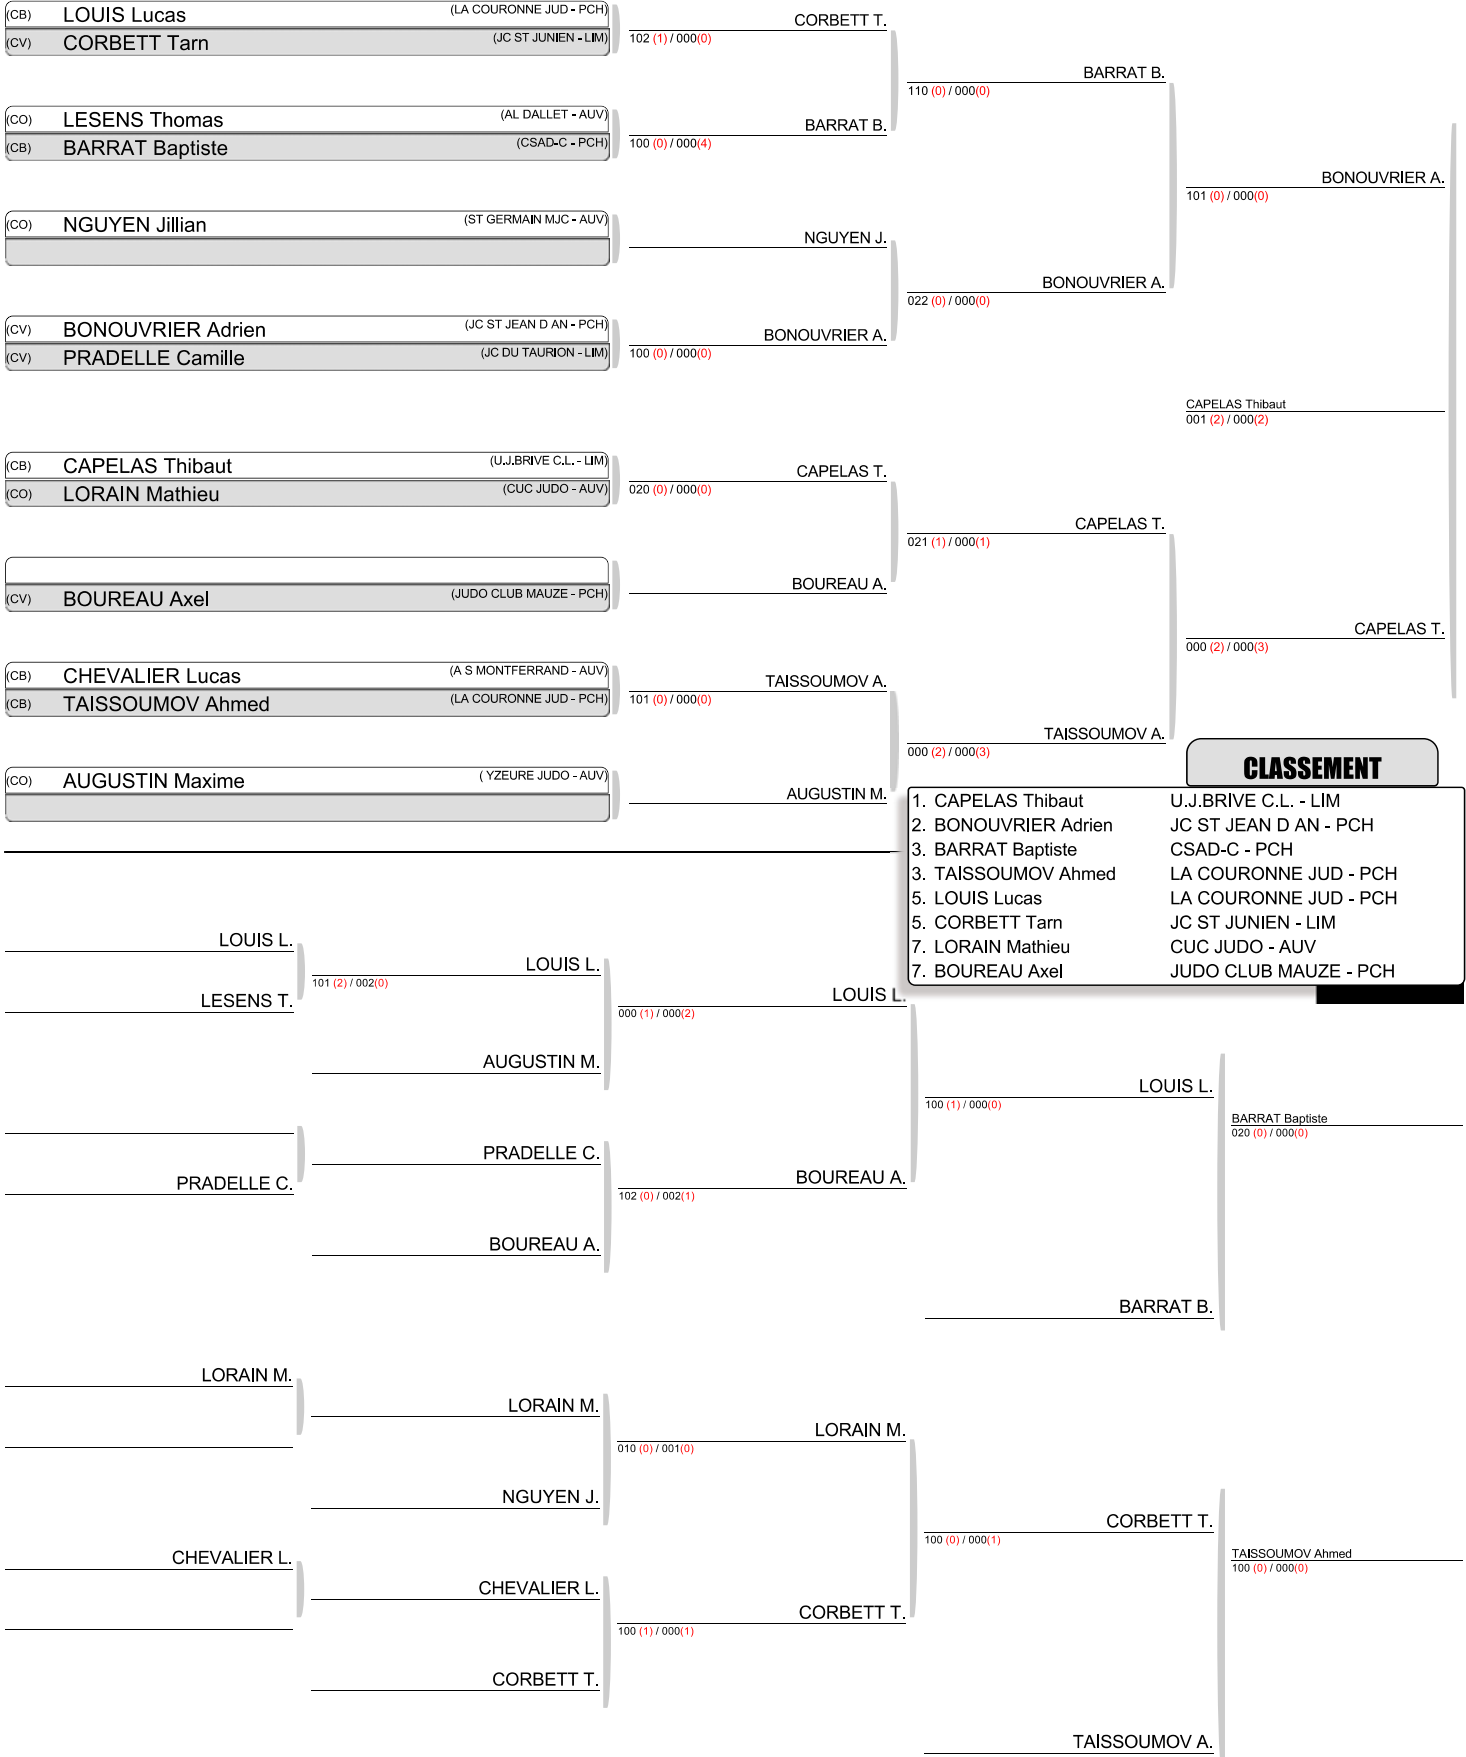 (CB) LOUIS Lucas (LA COURONNE JUD - PCH)
(CV) CORBETT Tarn (JC ST JUNIEN - LIM)
CORBETT T.
102 (1) / 000(0)
BARRAT B.
110 (0) / 000(0)
(CO) LESENS Thomas (AL DALLET - AUV)
(CB) BARRAT Baptiste (CSAD-C - PCH)
BARRAT B.
100 (0) / 000(4)
BONOUVRIER A.
101 (0) / 000(0)
(CO) NGUYEN Jillian (ST GERMAIN MJC - AUV)
NGUYEN J.
BONOUVRIER A.
022 (0) / 000(0)
(CV) BONOUVRIER Adrien (JC ST JEAN D AN - PCH)
(CV) PRADELLE Camille (JC DU TAURION - LIM)
BONOUVRIER A.
100 (0) / 000(0)
CAPELAS Thibaut
001 (2) / 000(2)
(CB) CAPELAS Thibaut (U.J.BRIVE C.L. - LIM)
(CO) LORAIN Mathieu (CUC JUDO - AUV)
CAPELAS T.
020 (0) / 000(0)
CAPELAS T.
021 (1) / 000(1)
(CV) BOUREAU Axel (JUDO CLUB MAUZE - PCH)
BOUREAU A.
CAPELAS T.
000 (2) / 000(3)
(CB) CHEVALIER Lucas (A S MONTFERRAND - AUV)
(CB) TAISSOUMOV Ahmed (LA COURONNE JUD - PCH)
TAISSOUMOV A.
101 (0) / 000(0)
TAISSOUMOV A.
000 (2) / 000(3)
(CO) AUGUSTIN Maxime ( YZEURE JUDO - AUV)
AUGUSTIN M.
CLASSEMENT
1. CAPELAS Thibaut U.J.BRIVE C.L. - LIM
2. BONOUVRIER Adrien JC ST JEAN D AN - PCH
3. BARRAT Baptiste CSAD-C - PCH
3. TAISSOUMOV Ahmed LA COURONNE JUD - PCH
5. LOUIS Lucas LA COURONNE JUD - PCH
5. CORBETT Tarn JC ST JUNIEN - LIM
7. LORAIN Mathieu CUC JUDO - AUV
7. BOUREAU Axel JUDO CLUB MAUZE - PCH
LOUIS L.
LESENS T.
LOUIS L.
101 (2) / 002(0)
LOUIS L.
000 (1) / 000(2)
AUGUSTIN M.
LOUIS L.
100 (1) / 000(0)
BARRAT Baptiste
020 (0) / 000(0)
PRADELLE C.
PRADELLE C.
BOUREAU A.
102 (0) / 002(1)
BOUREAU A.
BARRAT B.
LORAIN M.
LORAIN M.
LORAIN M.
010 (0) / 001(0)
NGUYEN J.
CORBETT T.
100 (0) / 000(1)
TAISSOUMOV Ahmed
100 (0) / 000(0)
CHEVALIER L.
CHEVALIER L.
CORBETT T.
100 (1) / 000(1)
CORBETT T.
TAISSOUMOV A.